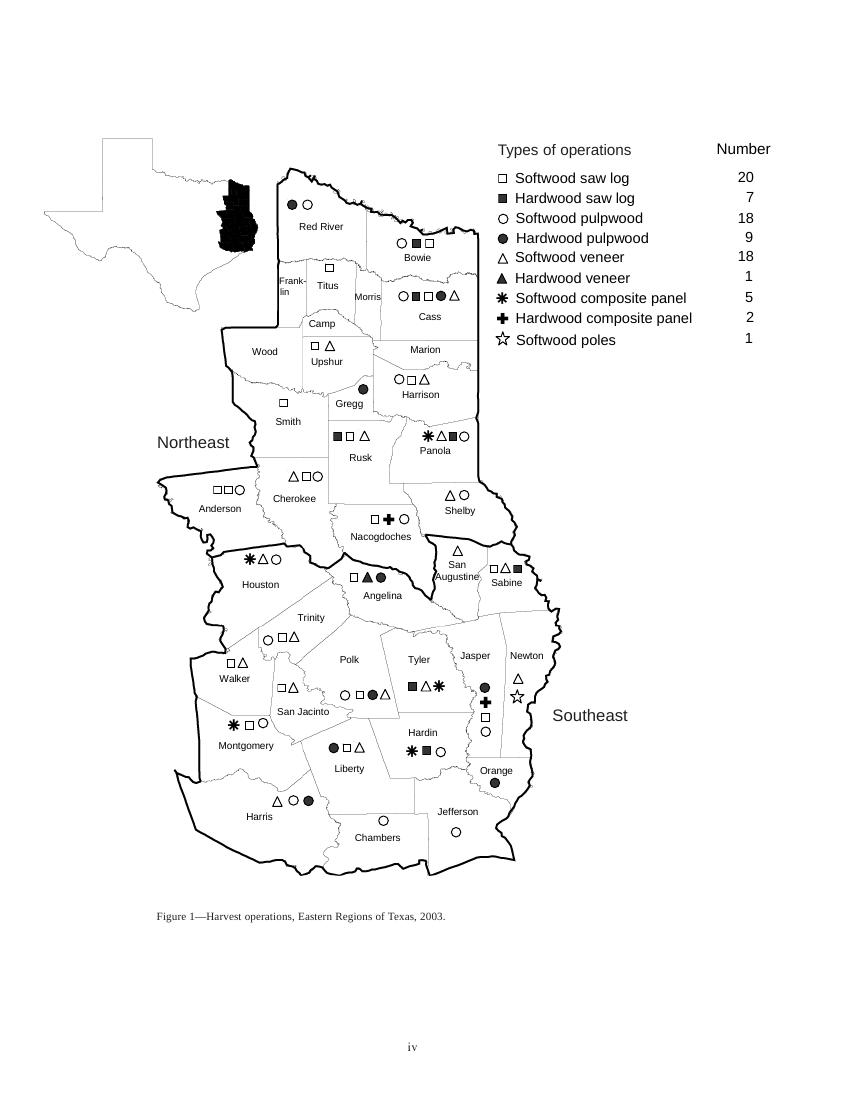 Types of operations Number
Softwood saw log 20
Hardwood saw log 7
Softwood pulpwood 18
Hardwood pulpwood 9
Softwood veneer 18
Hardwood veneer 1
Softwood composite panel 5
Hardwood composite panel 2
Softwood poles 1
Red River
Bowie
Frank-
lin
Titus
Morris
Cass
Camp
Wood
Upshur
Marion
Harrison
Gregg
Smith
Northeast
Rusk
Panola
Cherokee
Anderson
Shelby
Nacogdoches
San
Augustine
Sabine
Houston
Angelina
Trinity
Polk
Tyler
Jasper
Newton
Walker
San Jacinto
Southeast
Hardin
Montgomery
Liberty
Orange
Harris
Jefferson
Chambers
Figure 1—Harvest operations, Eastern Regions of Texas, 2003.
iv